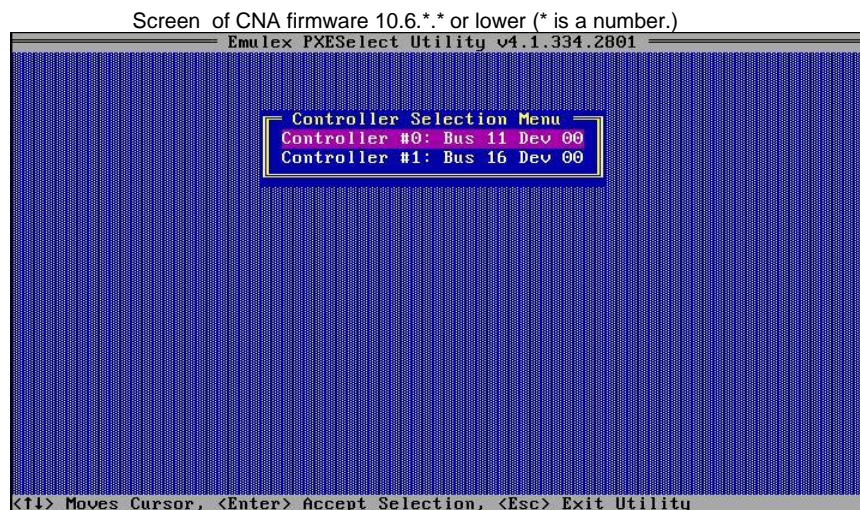 Screen of CNA firmware 10.6.*.* or lower (* is a number.)
Emulex PXESelect Utility v4.1.334.2801
Controller Selection Menu
Controller #0: Bus 11 Dev 00
Controller #1: Bus 16 Dev 00
<↑↓> Moves Cursor, <Enter> Accept Selection, <Esc> Exit Utility